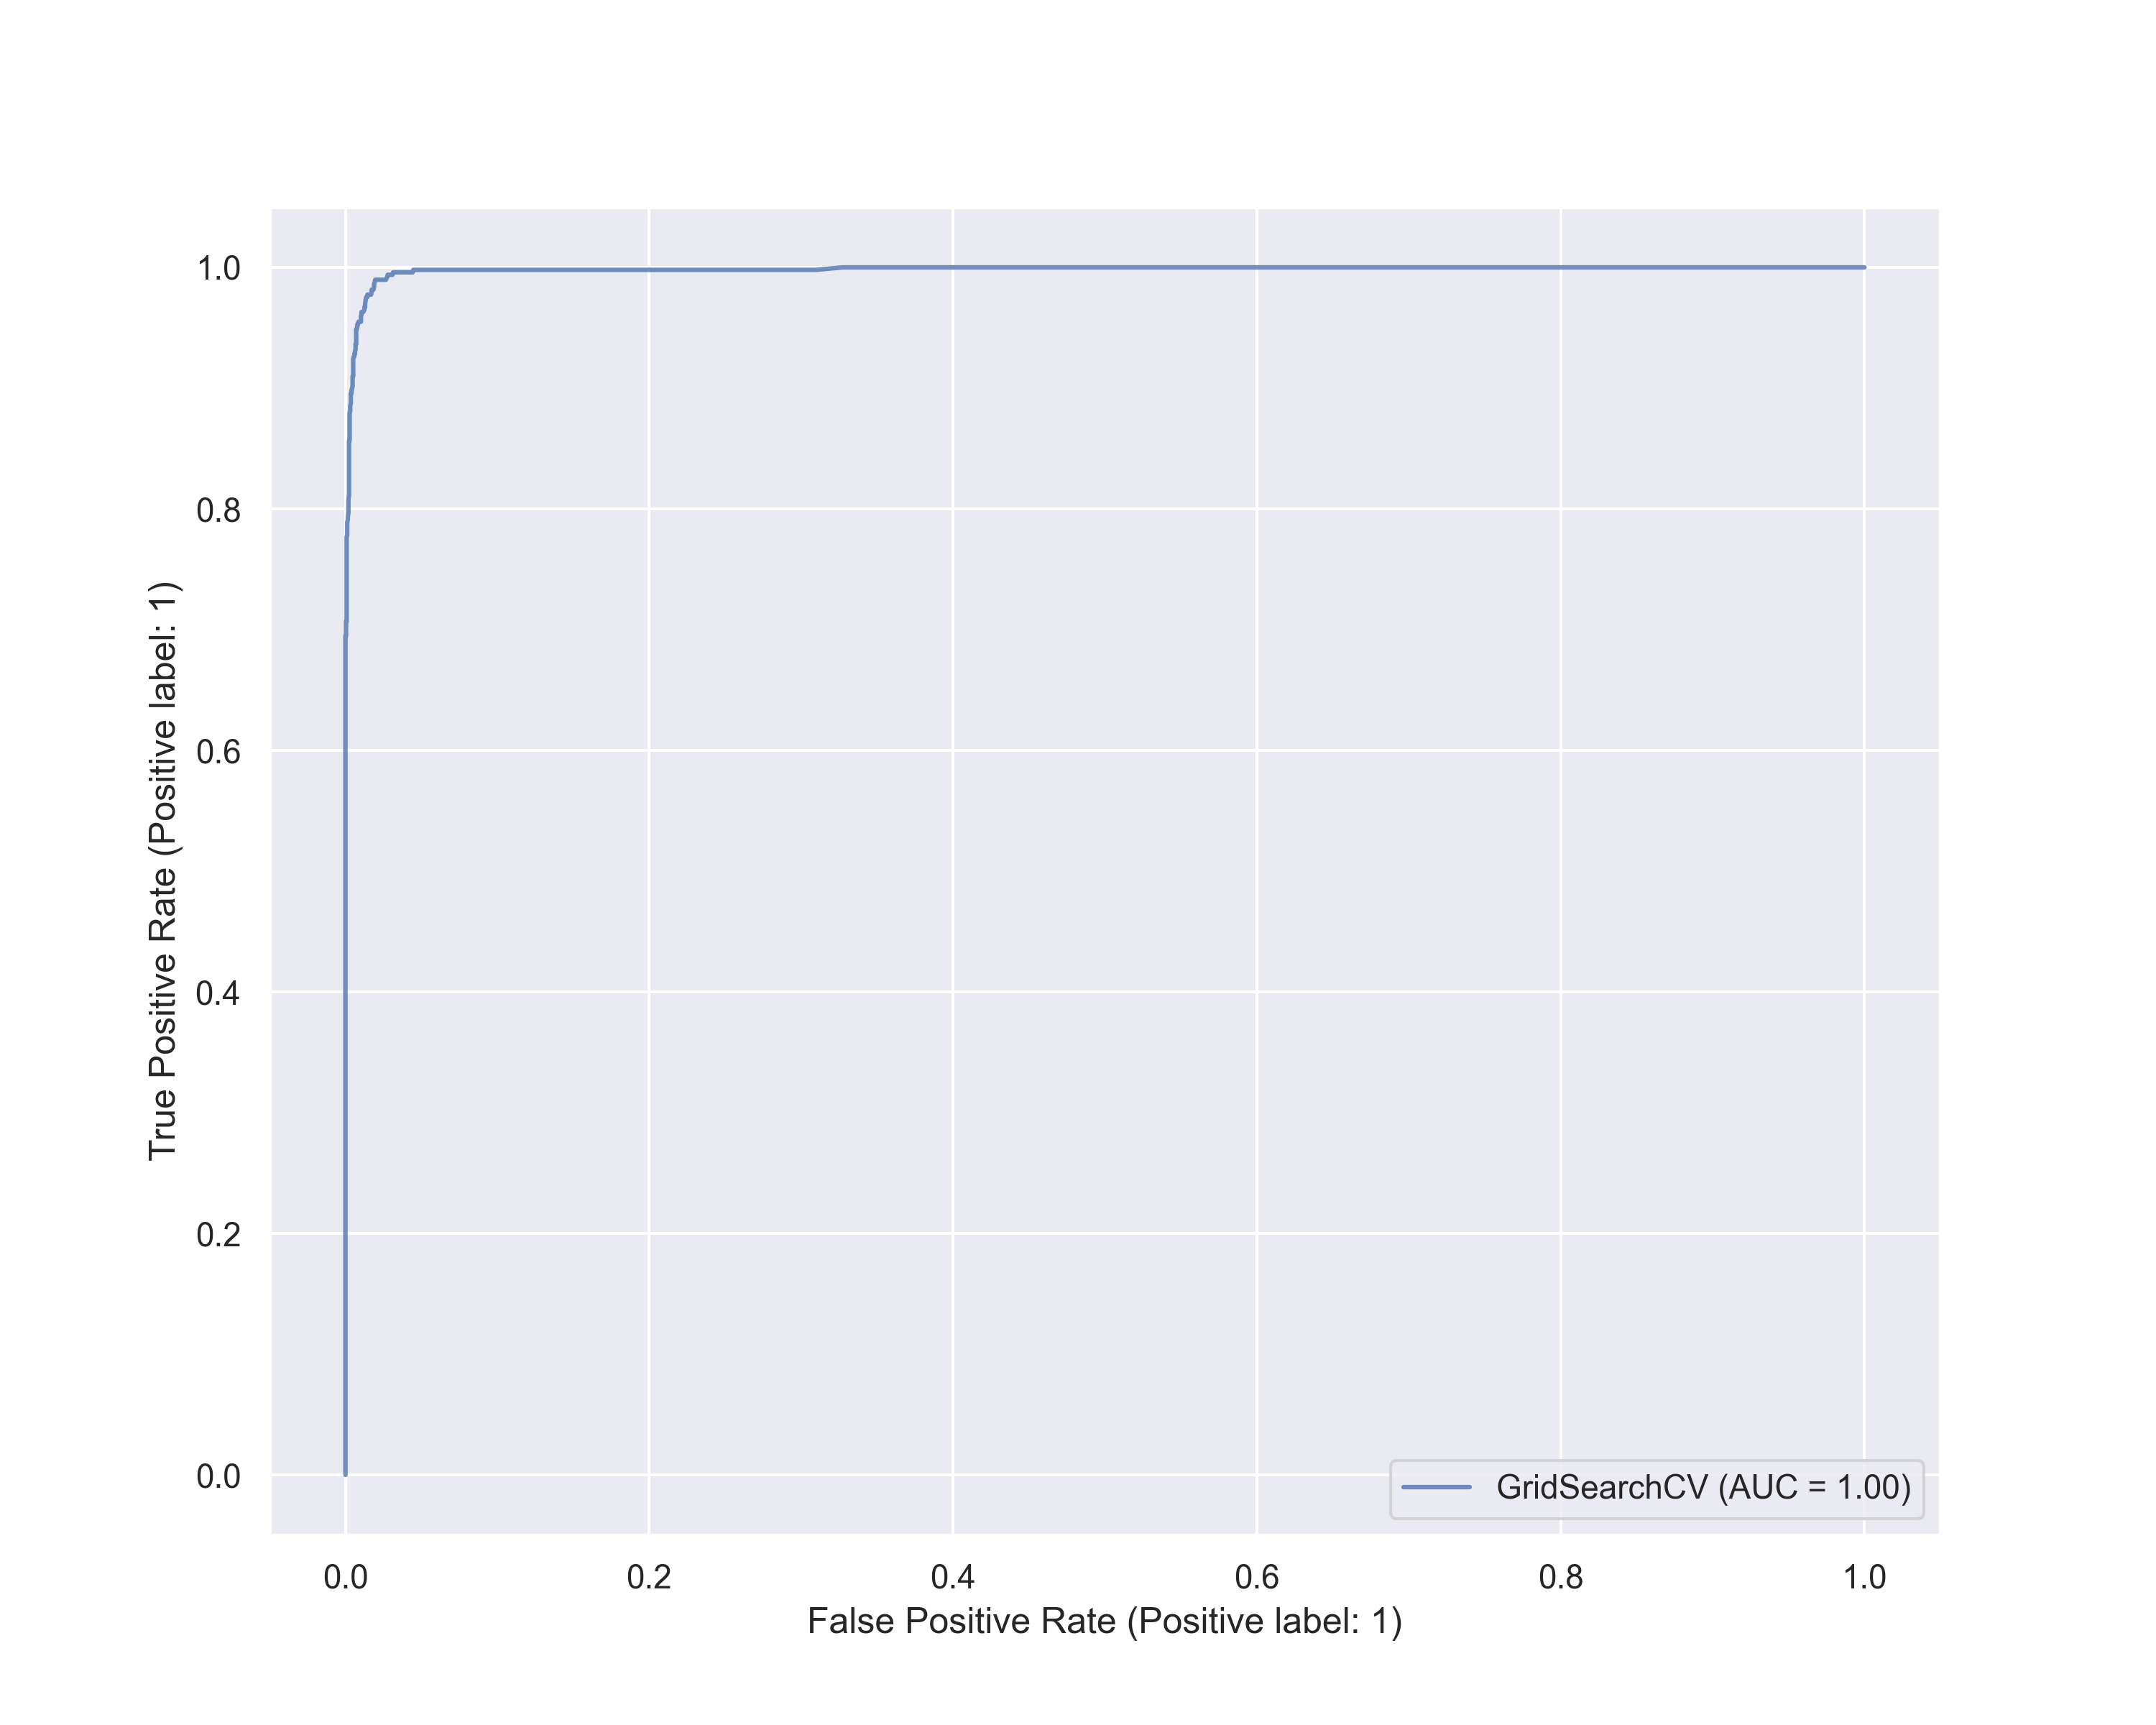 1.0
0.8
0.6
0.4
0.2
0.0
True Positive Rate (Positive label: 1)
GridSearchCV (AUC = 1.00)
0.0 0.2 0.4 0.6 0.8 1.0
False Positive Rate (Positive label: 1)